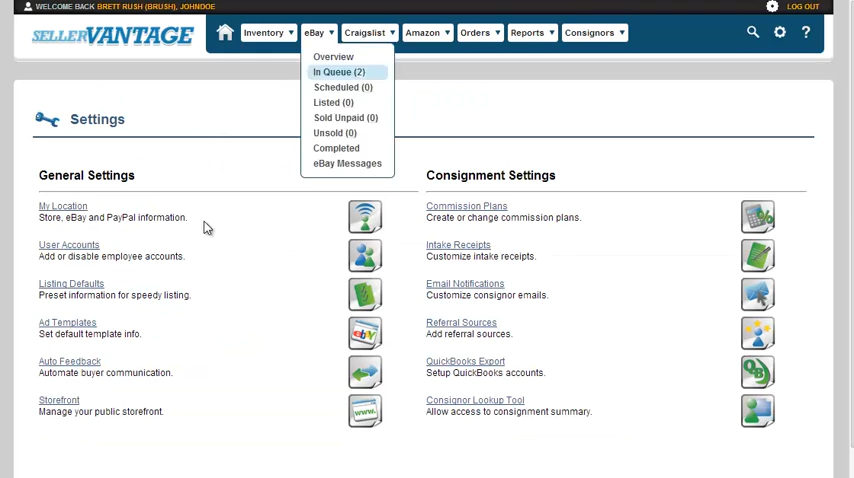 WELCOME BACK BRETT RUSH (BRUSH), JOHNDOE
LOG OUT
SELLERVANTAGE
Inventory
eBay
Craigslist
Amazon
Orders
Reports
Consignors
?
Overview
In Queue (2)
Scheduled (0)
Listed (0)
Sold Unpaid (0)
Unsold (0)
Completed
eBay Messages
Settings
General Settings
My Location
Store, eBay and PayPal information.
User Accounts
Add or disable employee accounts.
Listing Defaults
Preset information for speedy listing.
Ad Templates
Set default template info.
ebY
Auto Feedback
Automate buyer communication.
Storefront
Manage your public storefront.
www.
Consignment Settings
Commission Plans
Create or change commission plans.
%
Intake Receipts
Customize intake receipts.
Email Notifications
Customize consignor emails.
Referral Sources
Add referral sources.
QuickBooks Export
Setup QuickBooks accounts.
QB
Consignor Lookup Tool
Allow access to consignment summary.